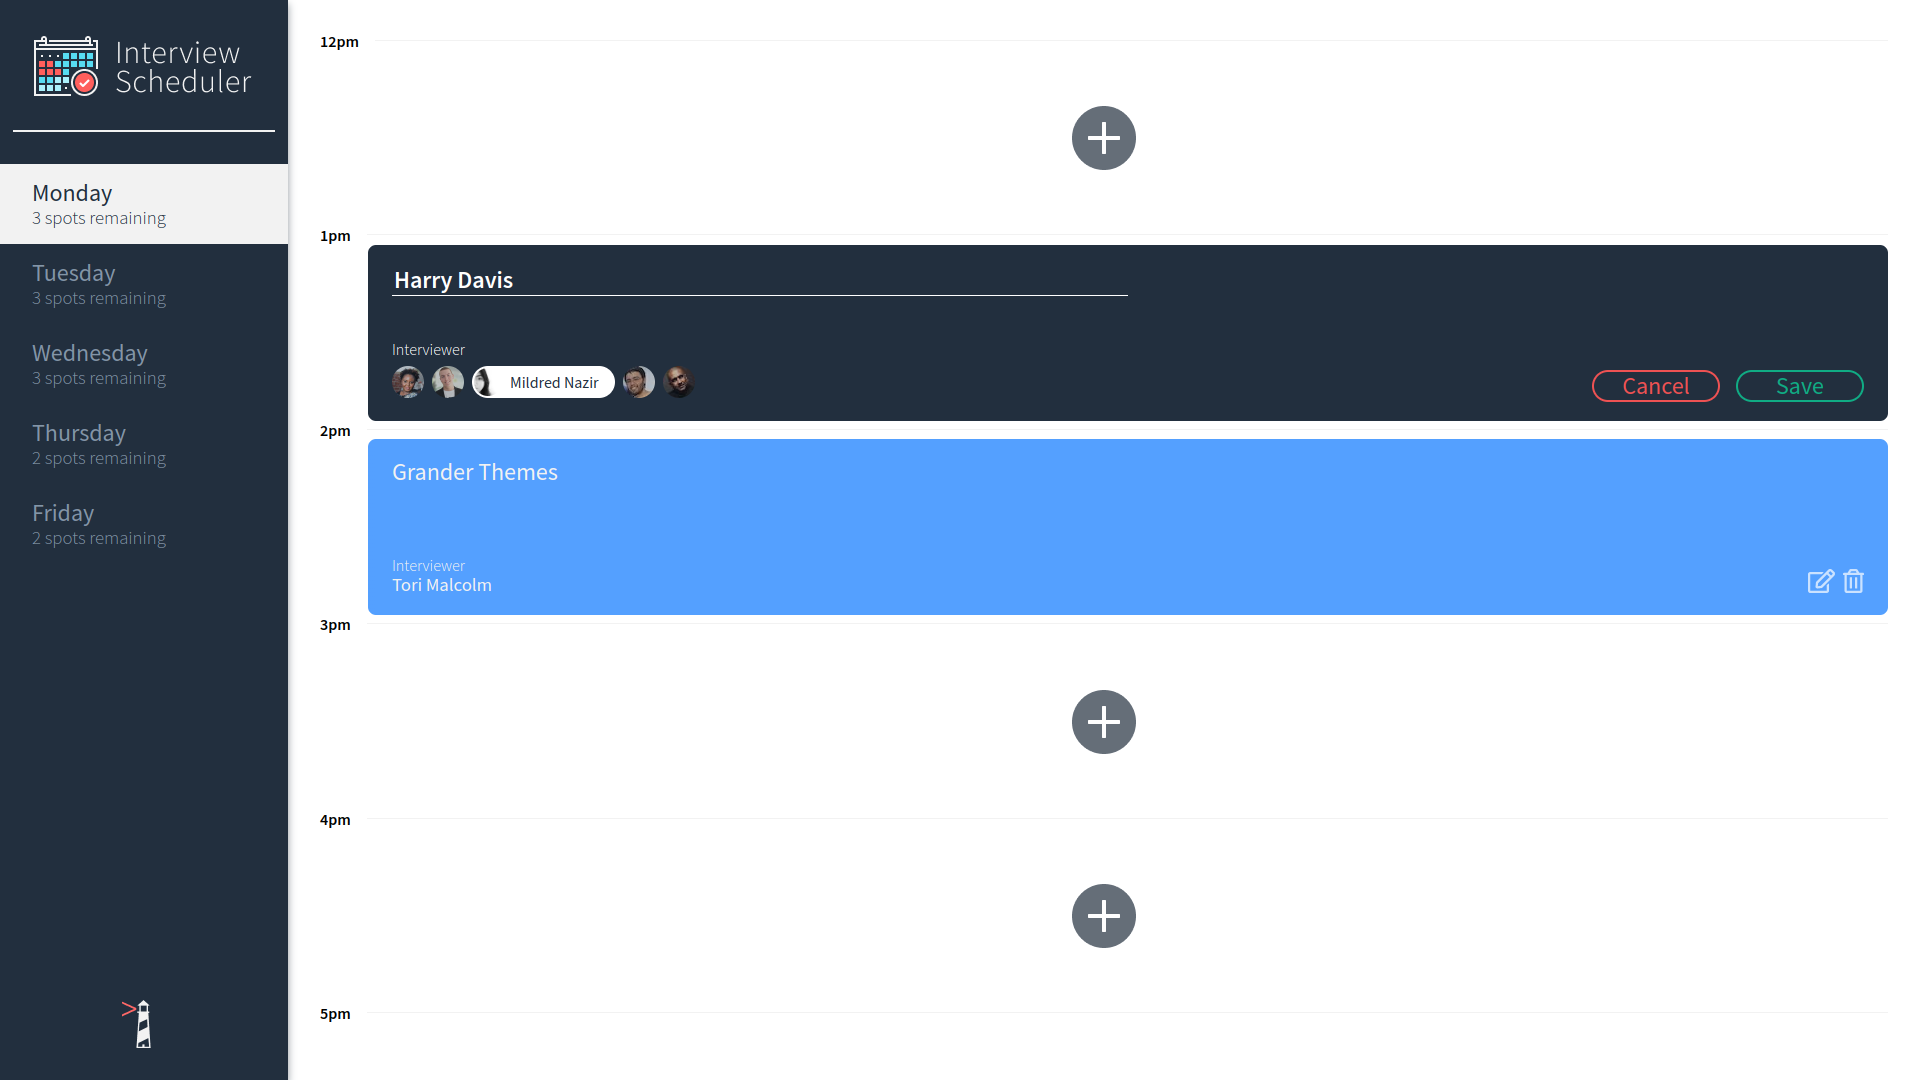 Interview
Scheduler
Monday
3 spots remaining
Tuesday
3 spots remaining
Wednesday
3 spots remaining
Thursday
2 spots remaining
Friday
2 spots remaining
12pm
1pm
Harry Davis
Interviewer
Mildred Nazir
Cancel
Save
2pm
Grander Themes
Interviewer
Tori Malcolm
3pm
4pm
5pm